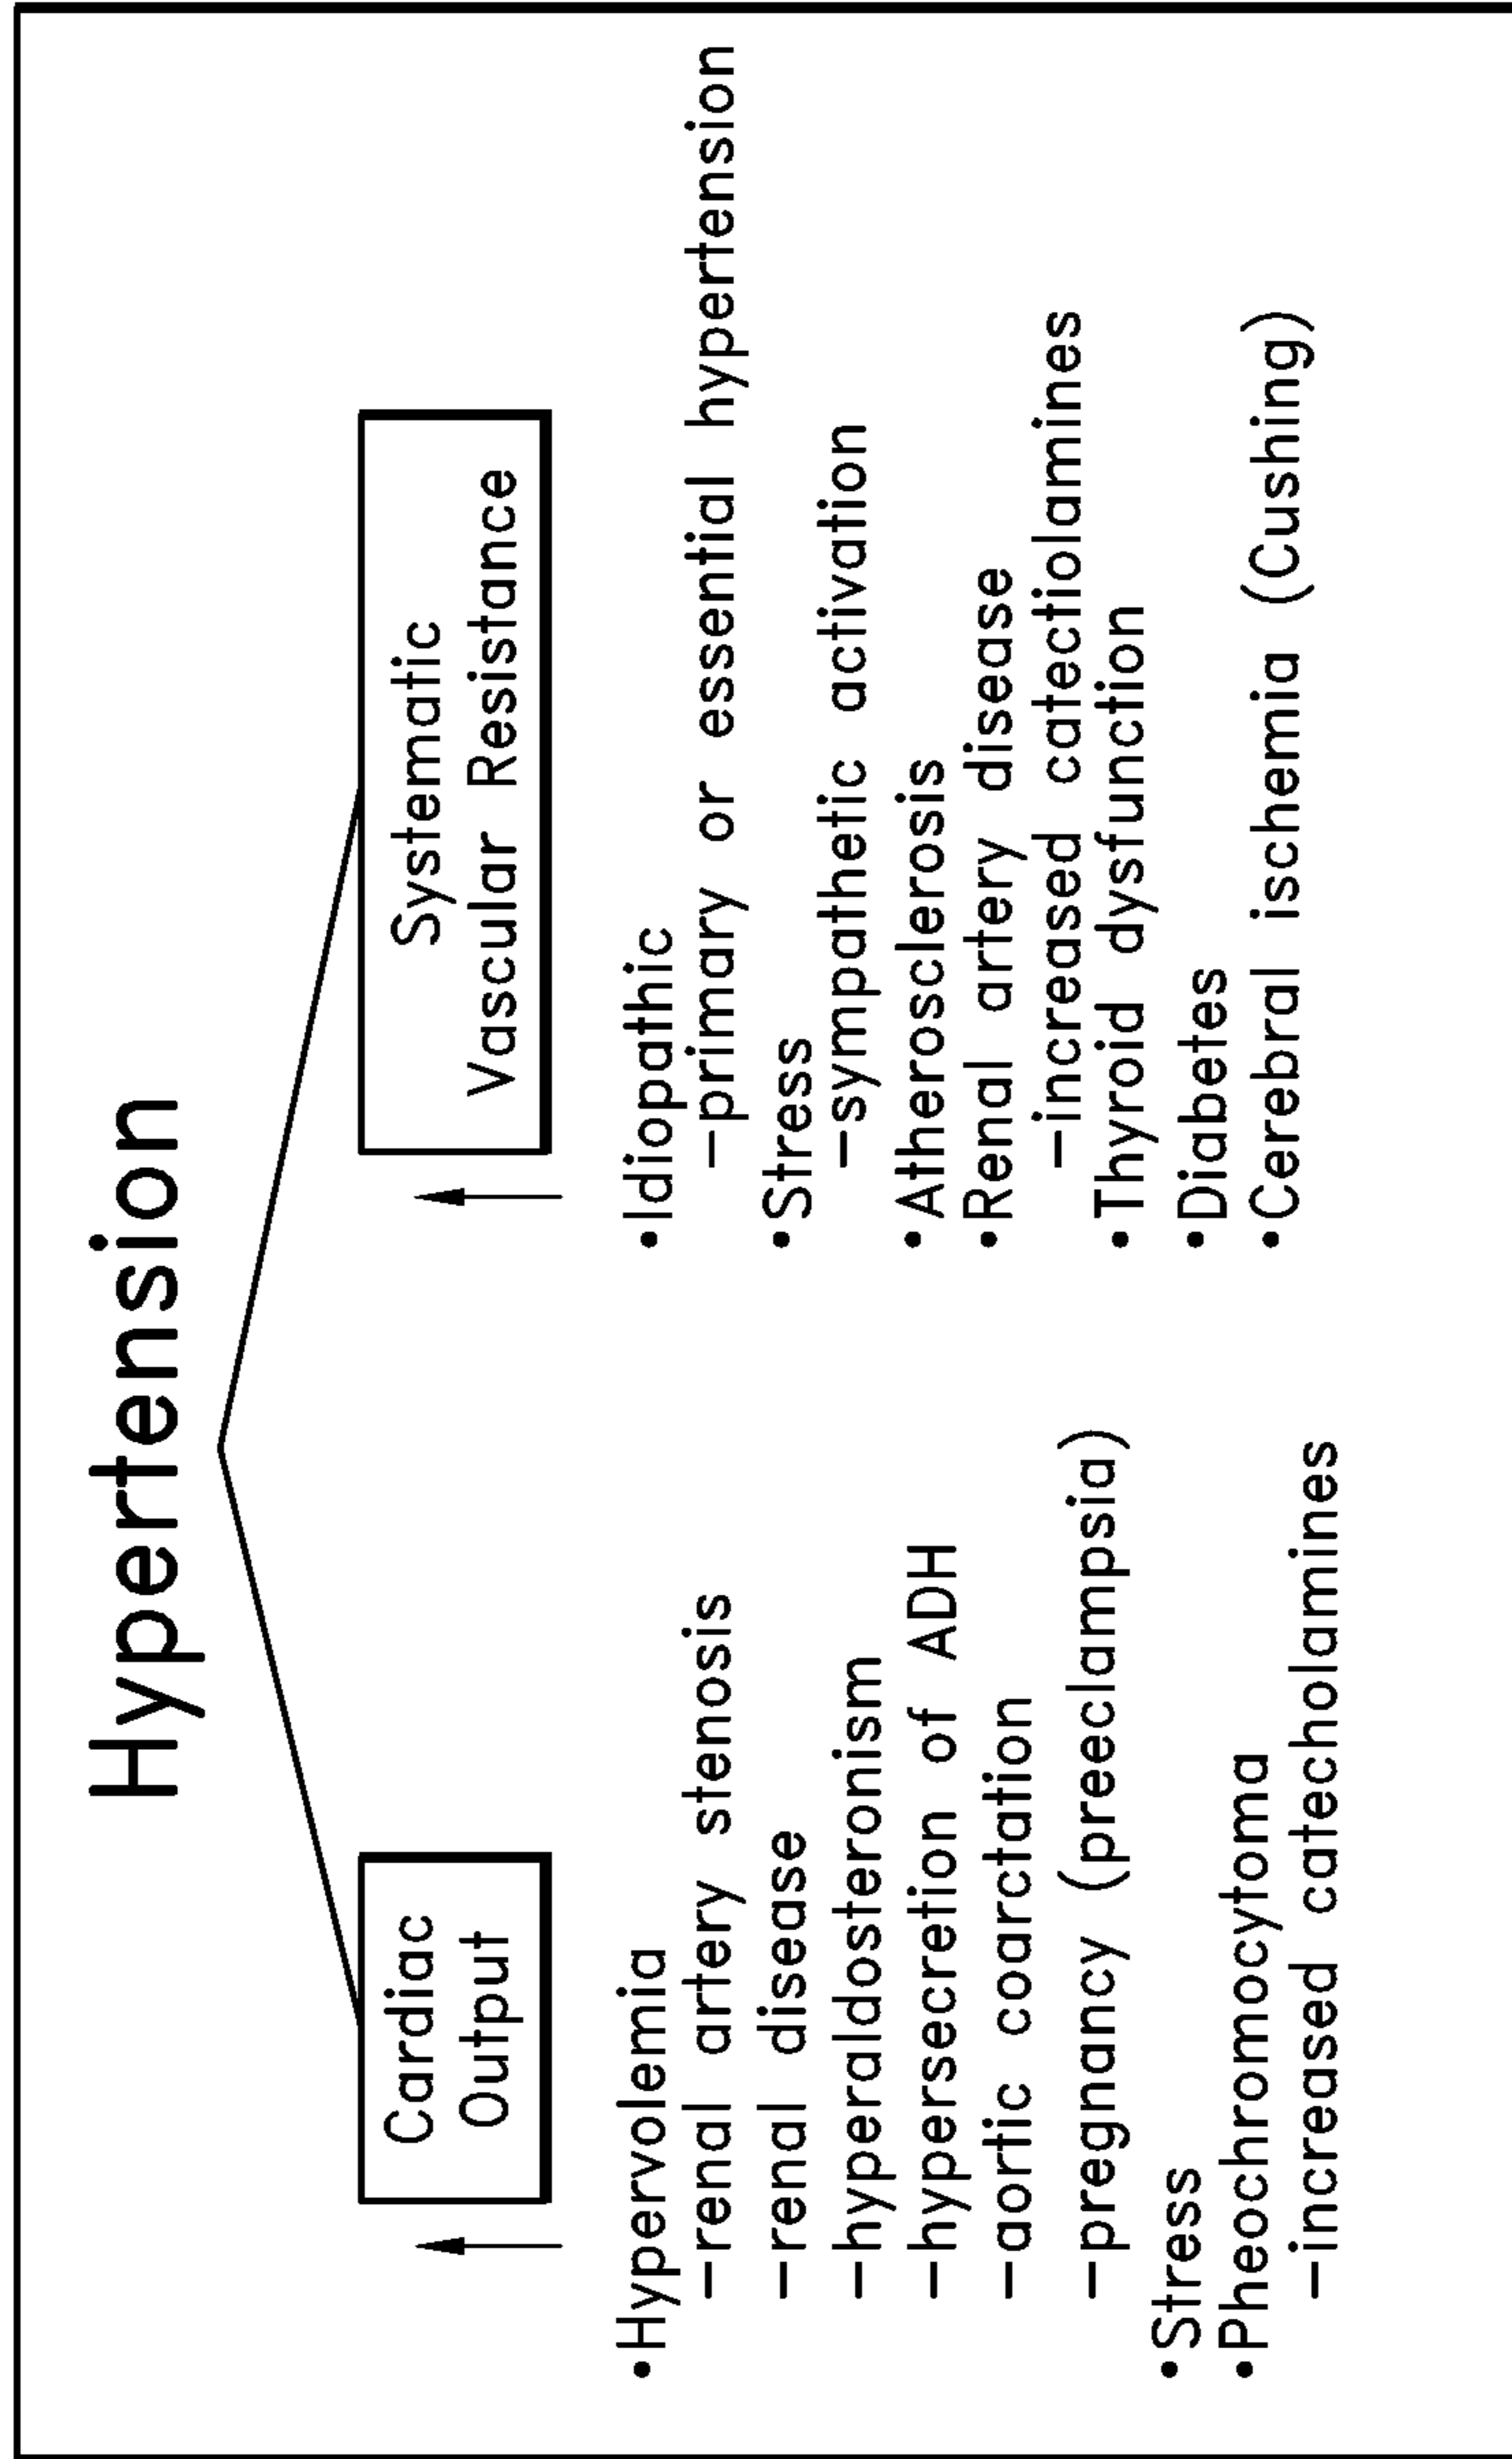 Hypertension
Cardiac
Output
•Hypervolemia
-renal artery stenosis
-renal disease
-hyperaldosteronism
-hypersecretion of ADH
-aortic coarctation
-pregnancy (preeclampsia)
•Stress
•Pheochromocytoma
-increased catecholamines
Systematic
Vascular Resistance
•Idiopathic
-primary or essential hypertension
•Stress
-sympathetic activation
•Atherosclerosis
•Renal artery disease
-increased catectiolamines
•Thyroid dysfunction
•Diabetes
•Cerebral ischemia (Cushing)